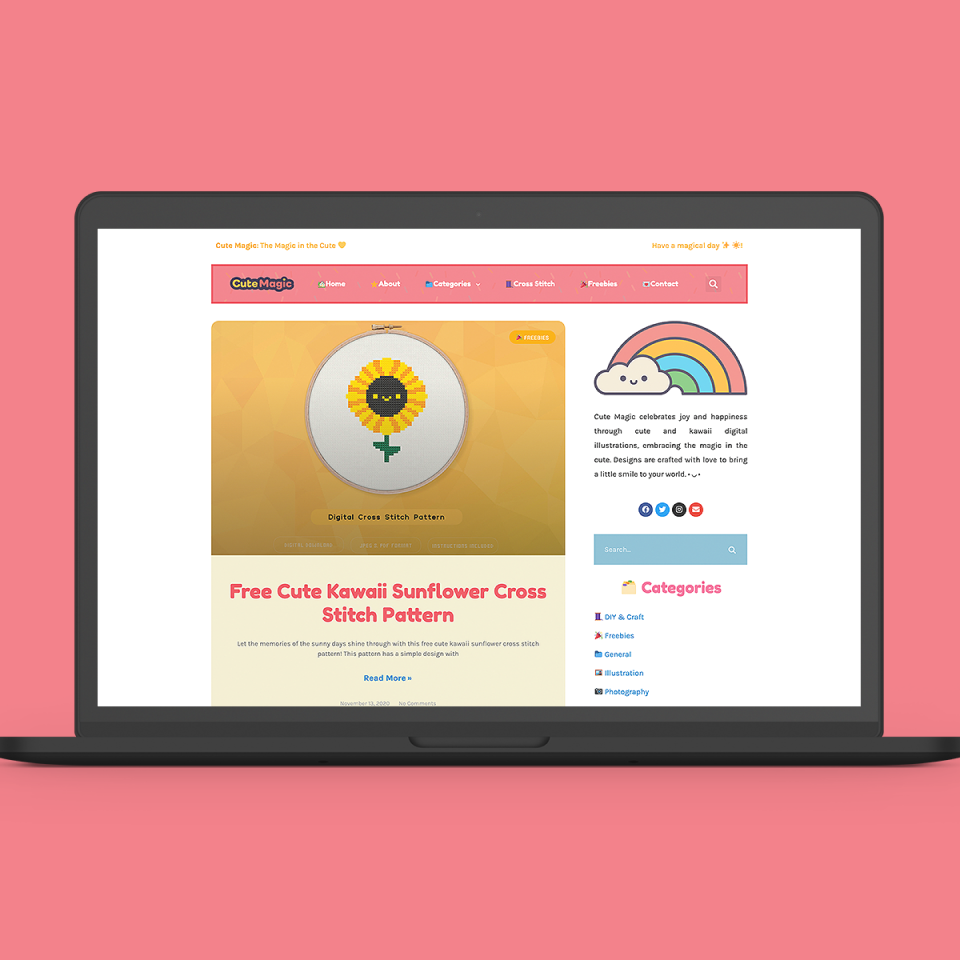 Cute Magic: The Magic in the Cute
Have a magical day !
Cute Magic
Home
About
Categories
Cross Stitch
Freebies
Contact
FREEBIES
Digital Cross Stitch Pattern
Free Cute Kawaii Sunflower Cross
Stitch Pattern
Let the memories of the sunny days shine through with this free cute kawaii sunflower cross stitch
pattern! This pattern has a simple design with
Read More »
November 13, 2020 No Comments
Cute Magic celebrates joy and happiness
through cute and kawaii digital
illustrations, embracing the magic in the
cute. Designs are crafted with love to bring
a little smile to your world. •◡•
Search...
Categories
DIY & Craft
Freebies
General
Illustration
Photography